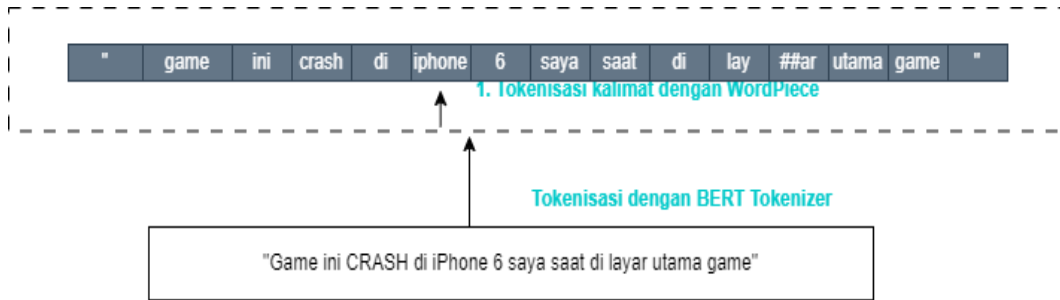 " game ini crash di iphone 6 saya saat di lay ##ar utama game "
1. Tokenisasi kalimat dengan WordPiece
Tokenisasi dengan BERT Tokenizer
"Game ini CRASH di iPhone 6 saya saat di layar utama game"